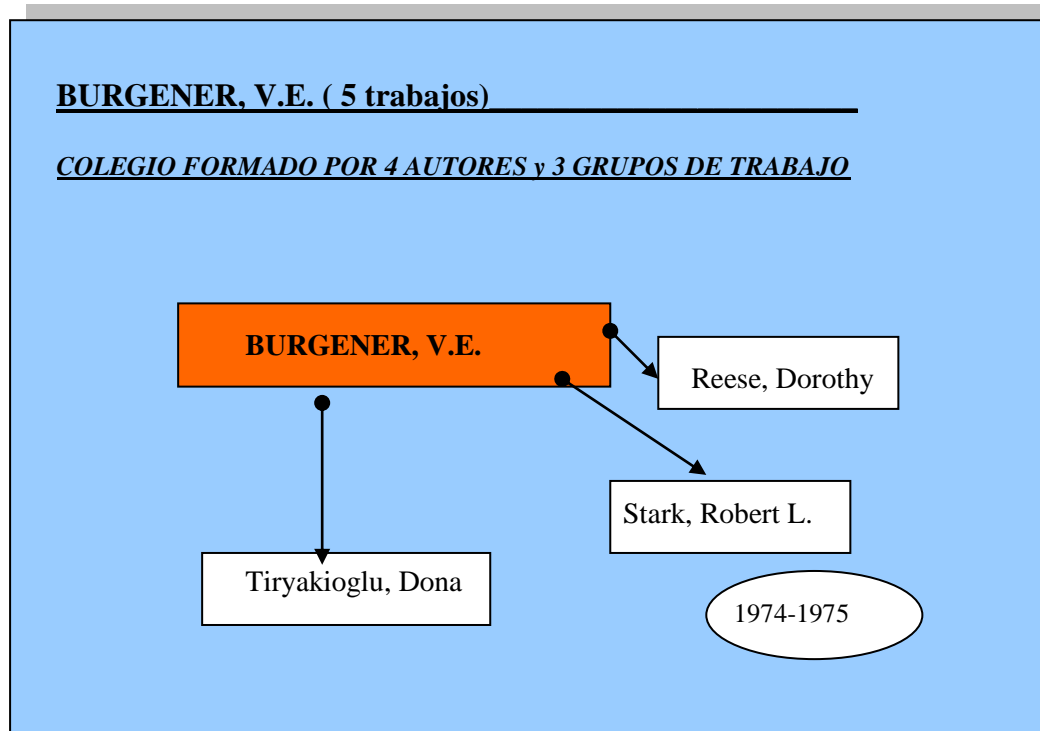 BURGENER, V.E. ( 5 trabajos)
COLEGIO FORMADO POR 4 AUTORES y 3 GRUPOS DE TRABAJO
BURGENER, V.E.
Reese, Dorothy
Stark, Robert L.
Tiryakioglu, Dona
1974-1975